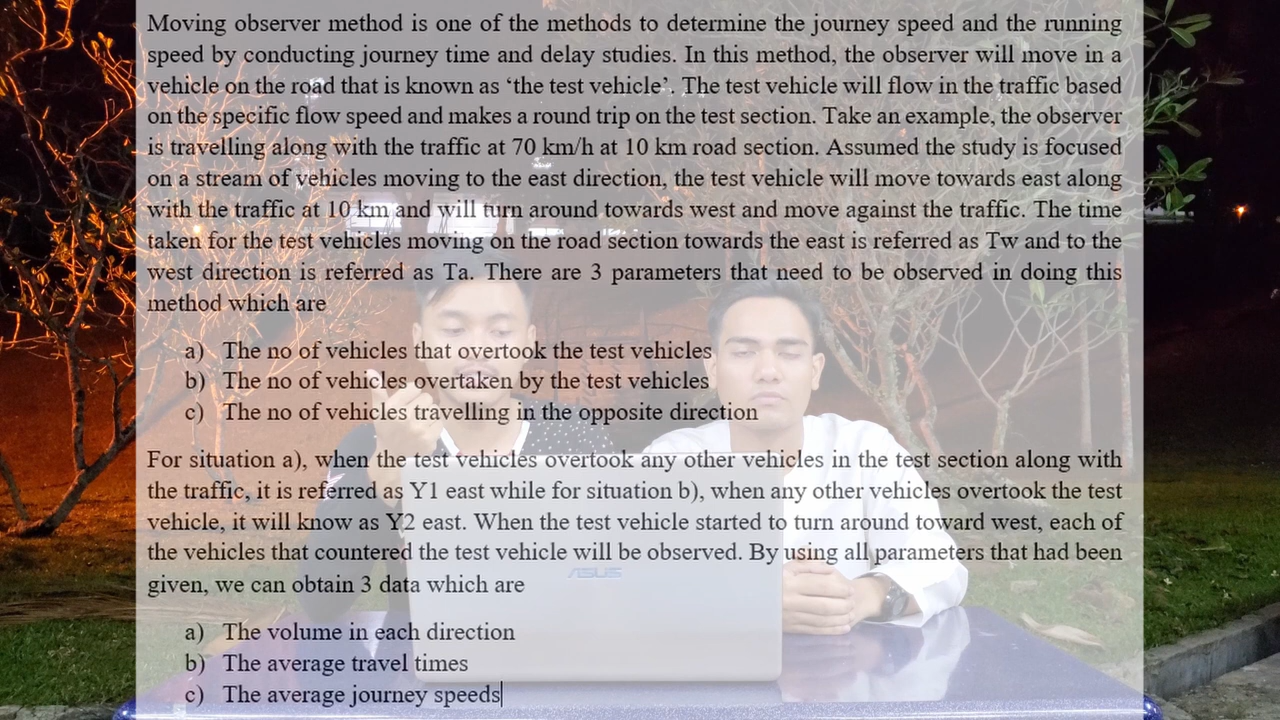 Moving observer method is one of the methods to determine the journey speed and the running
speed by conducting journey time and delay studies. In this method, the observer will move in a
vehicle on the road that is known as ‘the test vehicle’. The test vehicle will flow in the traffic based
on the specific flow speed and makes a round trip on the test section. Take an example, the observer
is travelling along with the traffic at 70 km/h at 10 km road section. Assumed the study is focused
on a stream of vehicles moving to the east direction, the test vehicle will move towards east along
with the traffic at 10 km and will turn around towards west and move against the traffic. The time
taken for the test vehicles moving on the road section towards the east is referred as Tw and to the
west direction is referred as Ta. There are 3 parameters that need to be observed in doing this
method which are
a) The no of vehicles that overtook the test vehicles
b) The no of vehicles overtaken by the test vehicles
c) The no of vehicles travelling in the opposite direction
For situation a), when the test vehicles overtook any other vehicles in the test section along with
the traffic, it is referred as Y1 east while for situation b), when any other vehicles overtook the test
vehicle, it will know as Y2 east. When the test vehicle started to turn around toward west, each of
the vehicles that countered the test vehicle will be observed. By using all parameters that had been
given, we can obtain 3 data which are
ASUS
a) The volume in each direction
b) The average travel times
c) The average journey speeds